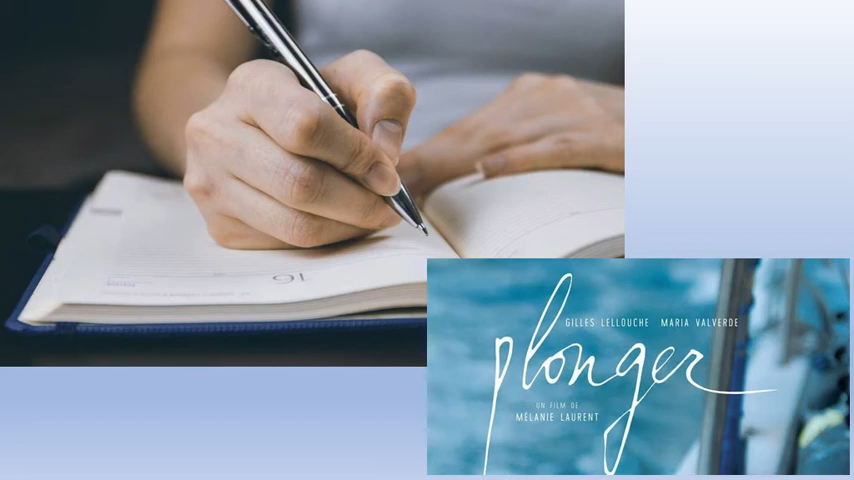 16
GILLES LELLOUCHE MARIA VALVERDE
plonger
UN FILM DE
MÉLANIE LAURENT